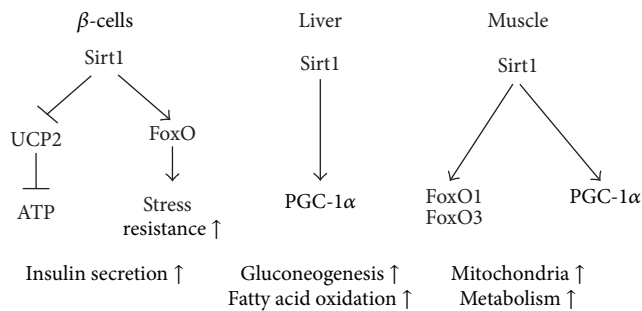 β-cells
Sirt1
UCP2
FoxO
ATP
Stress
resistance ↑
Insulin secretion ↑
Liver
Sirt1
PGC-1α
Gluconeogenesis ↑
Fatty acid oxidation ↑
Muscle
Sirt1
FoxO1
FoxO3
PGC-1α
Mitochondria ↑
Metabolism ↑